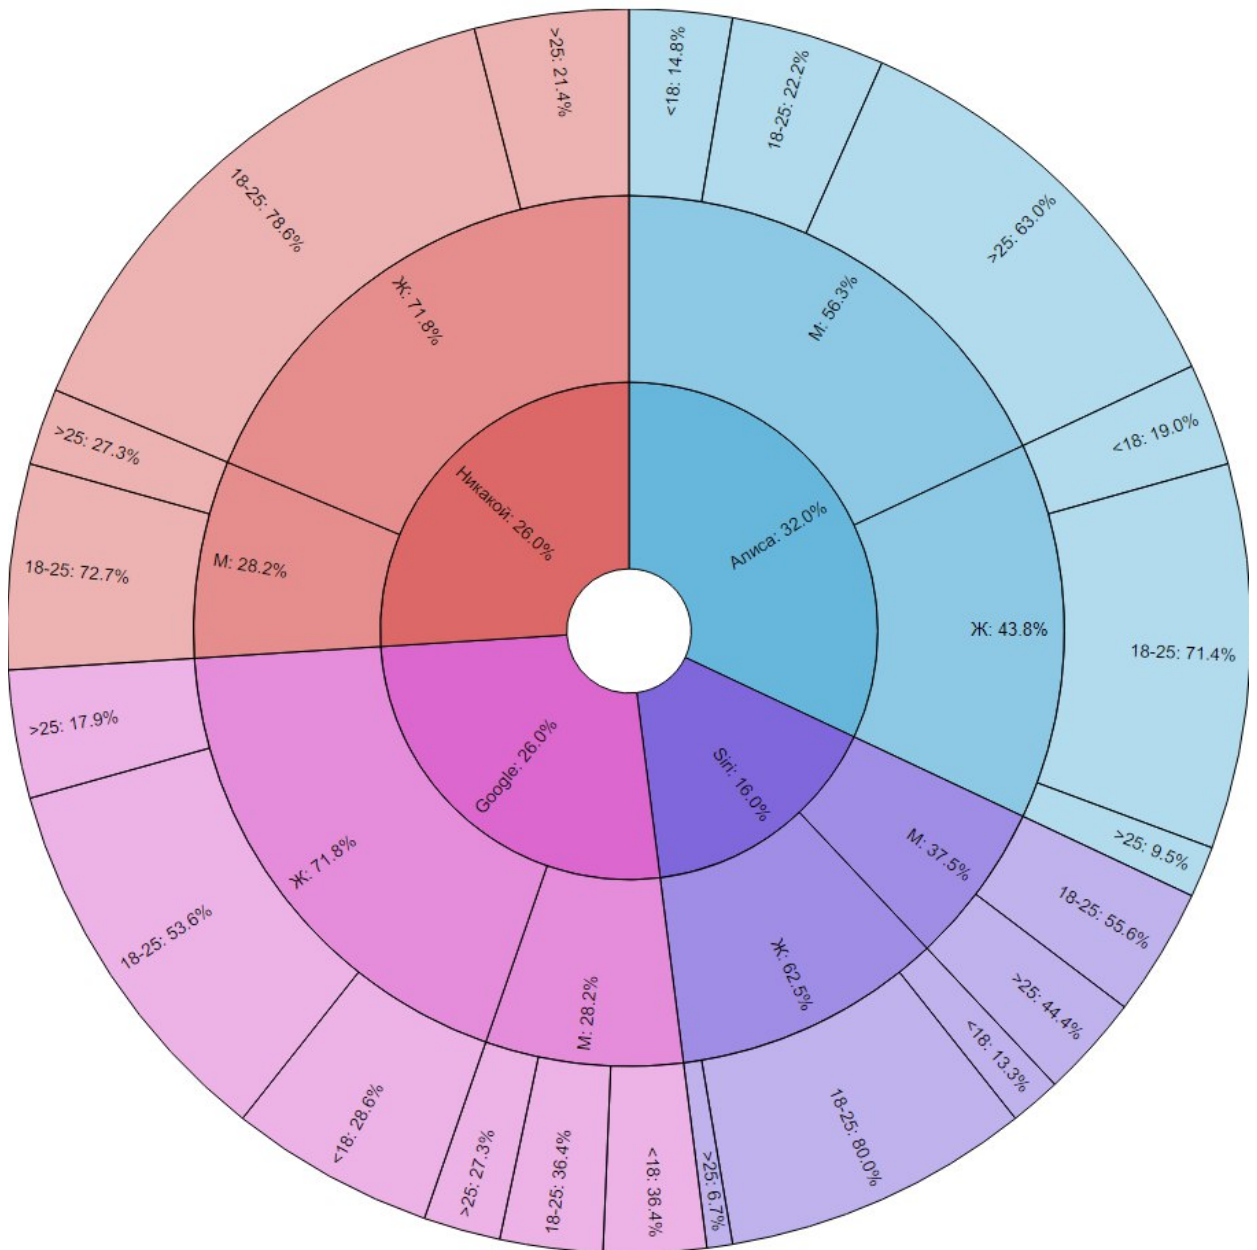 <18: 14.8%
18-25: 22.2%
>25: 63.0%
М: 56.3%
Алиса: 32.0%
<18: 19.0%
Ж: 43.8%
18-25: 71.4%
>25: 9.5%
Siri: 16.0%
М: 37.5%
18-25: 55.6%
>25: 44.4%
Ж: 62.5%
<18: 13.3%
18-25: 80.0%
>25: 6.7%
Google: 26.0%
М: 28.2%
<18: 36.4%
18-25: 36.4%
>25: 27.3%
Ж: 71.8%
<18: 28.6%
18-25: 53.6%
>25: 17.9%
Никакой: 26.0%
М: 28.2%
18-25: 72.7%
>25: 27.3%
Ж: 71.8%
18-25: 78.6%
>25: 21.4%